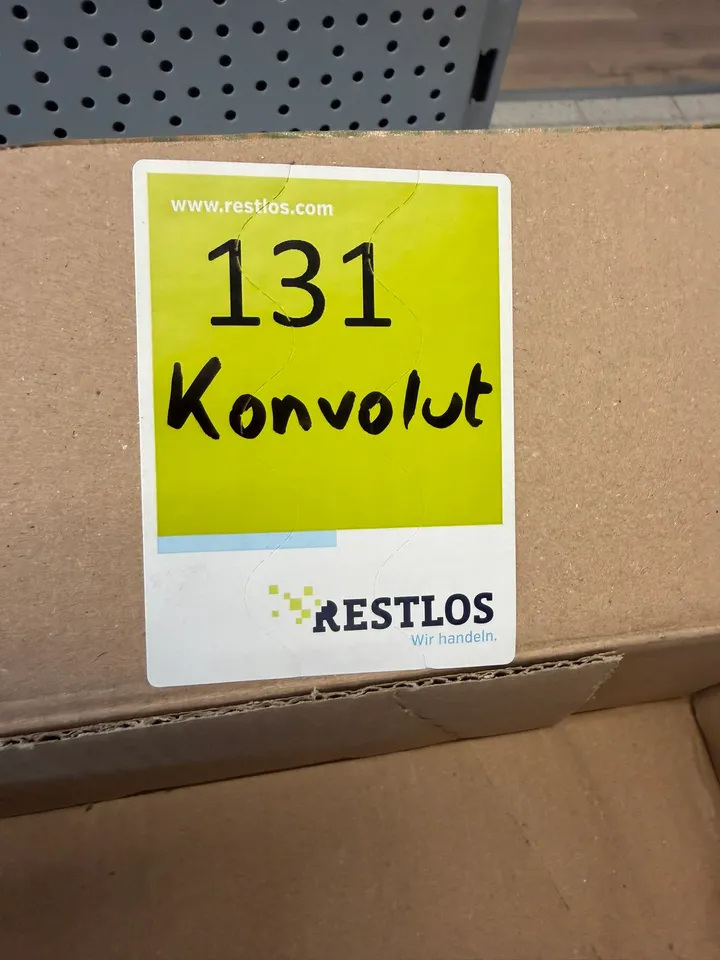 www.restlos.com
131
Konvolut
RESTLOS
Wir handeln.